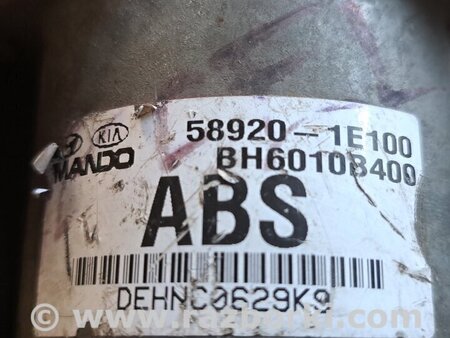 KIA 58920-1E100
MANDO BH6010B400
ABS
DEHNC0629K9
© www.razborki.com